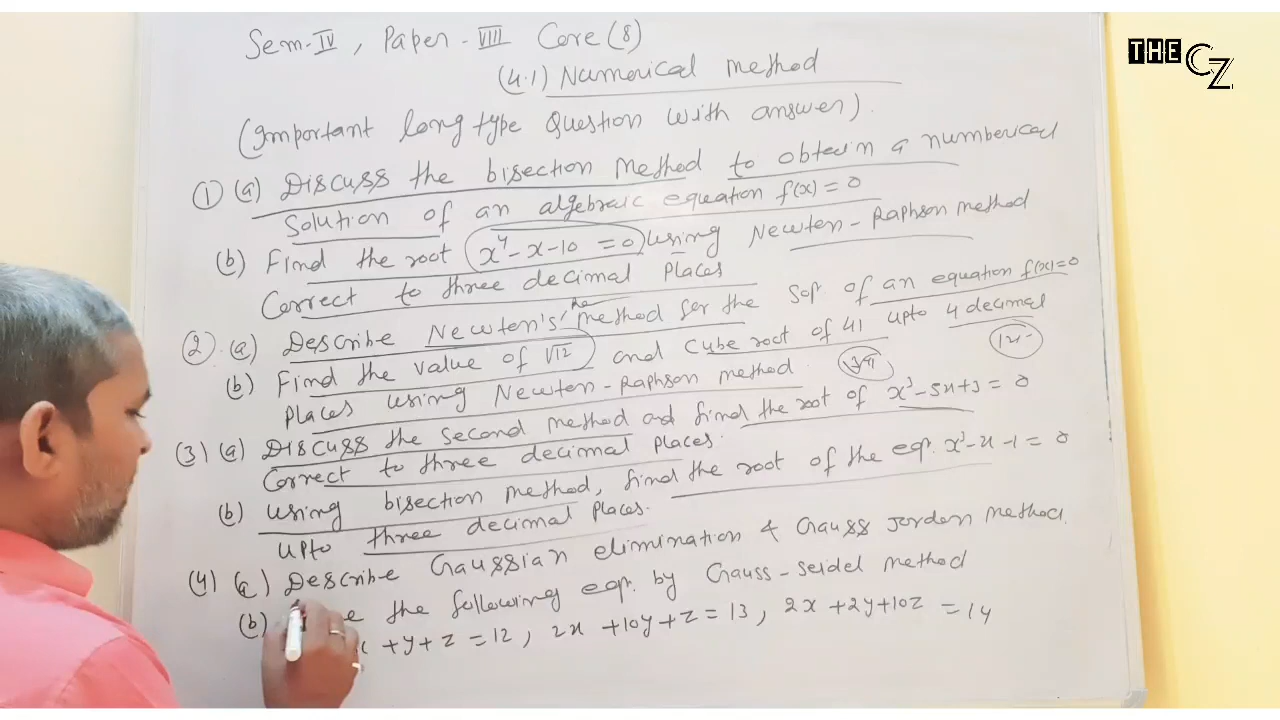 THE CZ
Sem-IV, Paper-VIII Core (8)
(4.1) Numerical method
(Important long type Question with answer).
① (a) Discuss the bisection Method to obtain a numberical
Solution of an algebraic equation f(x) = 0
(b) Find the root x⁴-x-10 = 0 using Newton-Raphson method
Correct to three decimal Places
② (a) Describe Newton's the method for the Sol. of an equation f(x)=0
(b) Find the value of √12 and Cube root of 41 upto 4 decimal
Places using Newton-Raphson method.
(3) (a) Discuss the second method and find the root of x³-5x+3 = 0
Correct to three decimal places.
(b) using bisection method, find the root of the eq. x³-x-1 = 0
upto three decimal places.
(4) (a) Describe Gaussian elimination & Gauss Jorden method.
(b) the following eq. by Gauss-Seidel method
+y+z = 12, 2x +10y+z = 13, 2x +2y+10z = 14